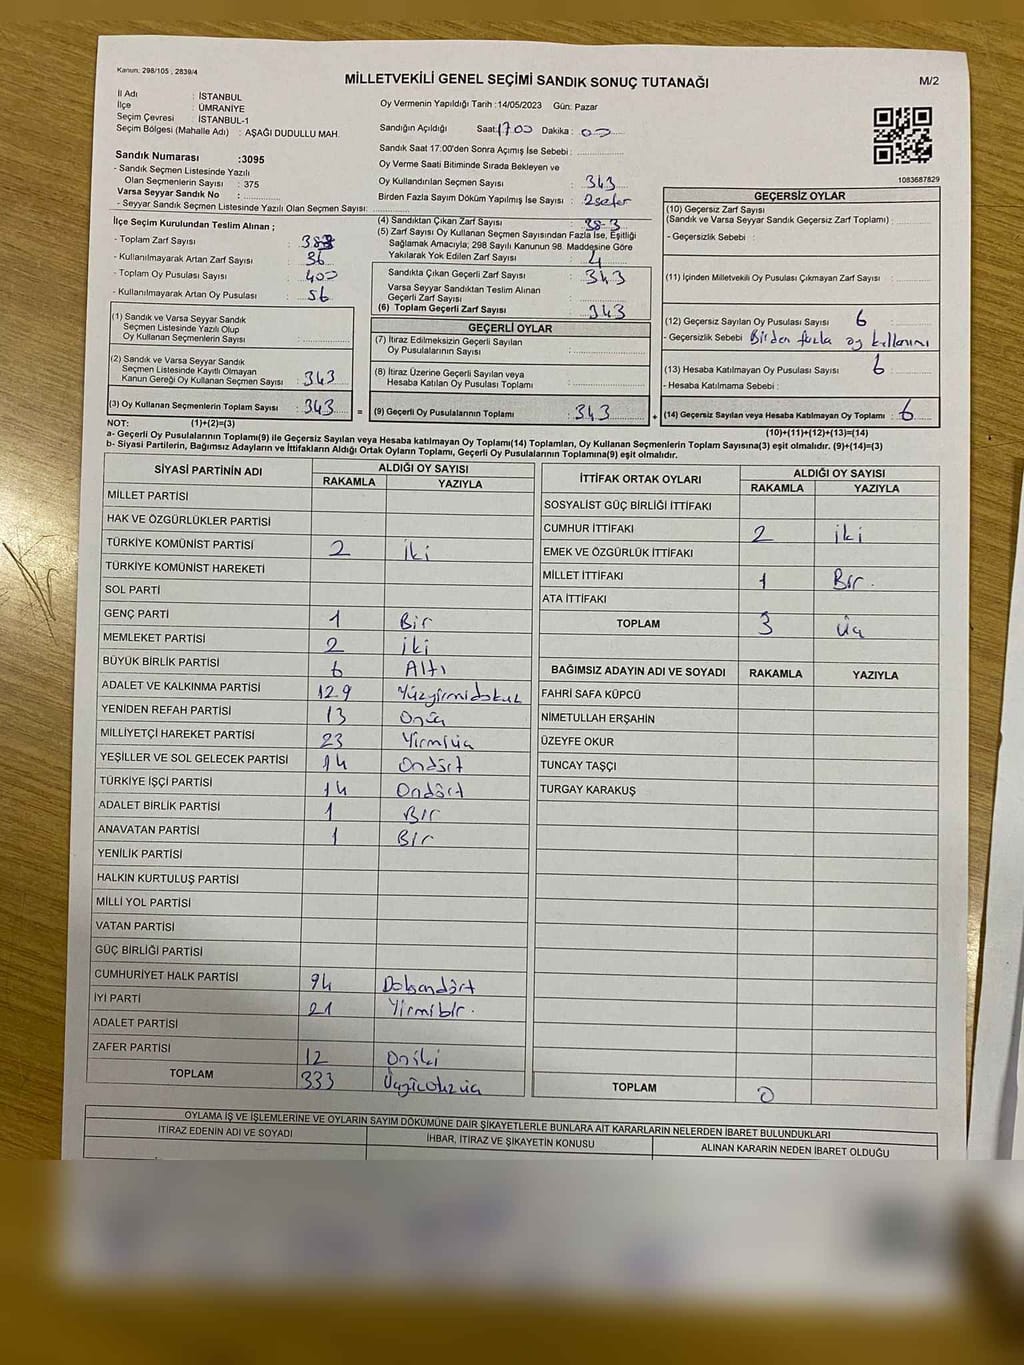 Kanun: 298/105 , 2839/4
MİLLETVEKİLİ GENEL SEÇİMİ SANDIK SONUÇ TUTANAĞI
M/2
İl Adı : İSTANBUL
İlçe : ÜMRANİYE
Seçim Çevresi : İSTANBUL-1
Seçim Bölgesi (Mahalle Adı) : AŞAĞI DUDULLU MAH.
Sandık Numarası :3095
- Sandık Seçmen Listesinde Yazılı
Olan Seçmenlerin Sayısı : 375
Varsa Seyyar Sandık No :
- Seyyar Sandık Seçmen Listesinde Yazılı Olan Seçmen Sayısı:
İlçe Seçim Kurulundan Teslim Alınan ;
- Toplam Zarf Sayısı :
- Kullanılmayarak Artan Zarf Sayısı : 36
- Toplam Oy Pusulası Sayısı : 400
- Kullanılmayarak Artan Oy Pusulası : 56
Oy Vermenin Yapıldığı Tarih :14/05/2023 Gün: Pazar
Sandığın Açıldığı Saat:17.00 Dakika : 00
Sandık Saat 17:00'den Sonra Açımış İse Sebebi :
Oy Verme Saati Bitiminde Sırada Bekleyen ve
Oy Kullandırılan Seçmen Sayısı : 343
Birden Fazla Sayım Döküm Yapılmış İse Sayısı : 2 sefer
(4) Sandıktan Çıkan Zarf Sayısı : 383
(5) Zarf Sayısı Oy Kullanan Seçmen Sayısından Fazla İse, Eşitliği
Sağlamak Amacıyla; 298 Sayılı Kanunun 98. Maddesine Göre
Yakılarak Yok Edilen Zarf Sayısı :
Sandıkta Çıkan Geçerli Zarf Sayısı : 343
Varsa Seyyar Sandıktan Teslim Alınan
Geçerli Zarf Sayısı :
(6) Toplam Geçerli Zarf Sayısı : 343
1083687829
GEÇERSİZ OYLAR
(10) Geçersiz Zarf Sayısı
(Sandık ve Varsa Seyyar Sandık Geçersiz Zarf Toplamı) :
- Geçersizlik Sebebi :
(11) İçinden Milletvekili Oy Pusulası Çıkmayan Zarf Sayısı :
(12) Geçersiz Sayılan Oy Pusulası Sayısı : 6
- Geçersizlik Sebebi : Birden fazla oy kullanımı
(13) Hesaba Katılmayan Oy Pusulası Sayısı : 6
- Hesaba Katılmama Sebebi :
(14) Geçersiz Sayılan veya Hesaba Katılmayan Oy Toplamı : 6
(10)+(11)+(12)+(13)=(14)
(1) Sandık ve Varsa Seyyar Sandık
Seçmen Listesinde Yazılı Olup
Oy Kullanan Seçmen Sayısı :
(2) Sandık ve Varsa Seyyar Sandık
Seçmen Listesinde Kayıtlı Olmayan
Kanun Gereği Oy Kullanan Seçmen Sayısı : 343
(3) Oy Kullanan Seçmenlerin Toplam Sayısı : 343
(1)+(2)=(3)
=
GEÇERLİ OYLAR
(7) İtiraz Edilmeksizin Geçerli Sayılan
Oy Pusulalarının Sayısı :
(8) İtiraz Üzerine Geçerli Sayılan veya
Hesaba Katılan Oy Pusulası Toplamı :
(9) Geçerli Oy Pusulalarının Toplamı : 343
+
NOT:
a- Geçerli Oy Pusulalarının Toplamı(9) ile Geçersiz Sayılan veya Hesaba katılmayan Oy Toplamı(14) Toplamları, Oy Kullanan Seçmenlerin Toplam Sayısına(3) eşit olmalıdır. (9)+(14)=(3)
b- Siyasi Partilerin, Bağımsız Adayların ve İttifakların Aldığı Ortak Oyların Toplamı, Geçerli Oy Pusulalarının Toplamına(9) eşit olmalıdır.
SİYASİ PARTİNİN ADI ALDIĞI OY SAYISI
RAKAMLA YAZIYLA
MİLLET PARTİSİ
HAK VE ÖZGÜRLÜKLER PARTİSİ
TÜRKİYE KOMÜNİST PARTİSİ 2 iki
TÜRKİYE KOMÜNİST HAREKETİ
SOL PARTİ
GENÇ PARTİ 1 Bir
MEMLEKET PARTİSİ 2 iki
BÜYÜK BİRLİK PARTİSİ 6 Altı
ADALET VE KALKINMA PARTİSİ 129 Yüzyirmidokuz
YENİDEN REFAH PARTİSİ 13 Onüç
MİLLİYETÇİ HAREKET PARTİSİ 23 Yirmiüç
YEŞİLLER VE SOL GELECEK PARTİSİ 14 Ondört
TÜRKİYE İŞÇİ PARTİSİ 14 Ondört
ADALET BİRLİK PARTİSİ 1 Bir
ANAVATAN PARTİSİ 1 Bir
YENİLİK PARTİSİ
HALKIN KURTULUŞ PARTİSİ
MİLLİ YOL PARTİSİ
VATAN PARTİSİ
GÜÇ BİRLİĞİ PARTİSİ
CUMHURİYET HALK PARTİSİ 94 Doksandört
İYİ PARTİ 21 Yirmibir.
ADALET PARTİSİ
ZAFER PARTİSİ 12 Oniki
TOPLAM 333 Üçyüzotuzüç
İTTİFAK ORTAK OYLARI ALDIĞI OY SAYISI
RAKAMLA YAZIYLA
SOSYALİST GÜÇ BİRLİĞİ İTTİFAKI
CUMHUR İTTİFAKI 2 iki
EMEK VE ÖZGÜRLÜK İTTİFAKI
MİLLET İTTİFAKI 1 Bir.
ATA İTTİFAKI
TOPLAM 3 Üç
BAĞIMSIZ ADAYIN ADI VE SOYADI RAKAMLA YAZIYLA
FAHRİ SAFA KÜPCÜ
NİMETULLAH ERŞAHİN
ÜZEYFE OKUR
TUNCAY TAŞÇI
TURGAY KARAKUŞ
TOPLAM 0
OYLAMA İŞ VE İŞLEMLERİNE VE OYLARIN SAYIM DÖKÜMÜNE DAİR ŞİKAYETLERLE BUNLARA AİT KARARLARIN NELERDEN İBARET BULUNDUKLARI
İTİRAZ EDENİN ADI VE SOYADI İHBAR, İTİRAZ VE ŞİKAYETİN KONUSU ALINAN KARARIN NEDEN İBARET OLDUĞU